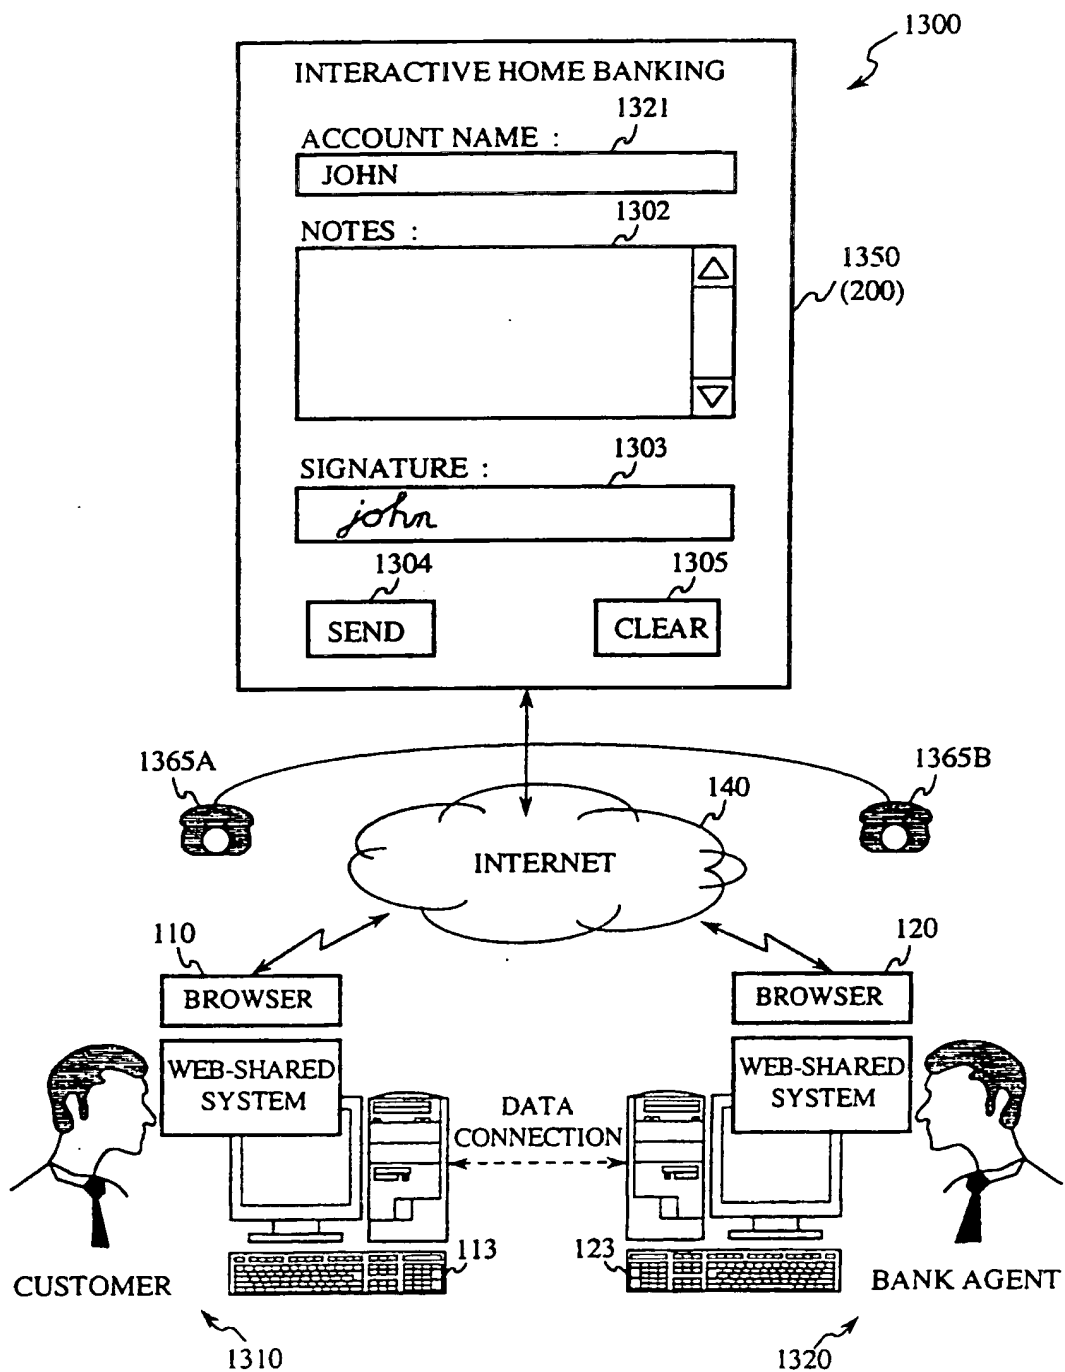 1300
INTERACTIVE HOME BANKING
1321
ACCOUNT NAME :
JOHN
1302
NOTES :
1350
(200)
1303
SIGNATURE :
john
1304
1305
SEND
CLEAR
1365A
1365B
140
INTERNET
110
120
BROWSER
BROWSER
WEB-SHARED
SYSTEM
WEB-SHARED
SYSTEM
DATA
CONNECTION
113
123
CUSTOMER
BANK AGENT
1310
1320